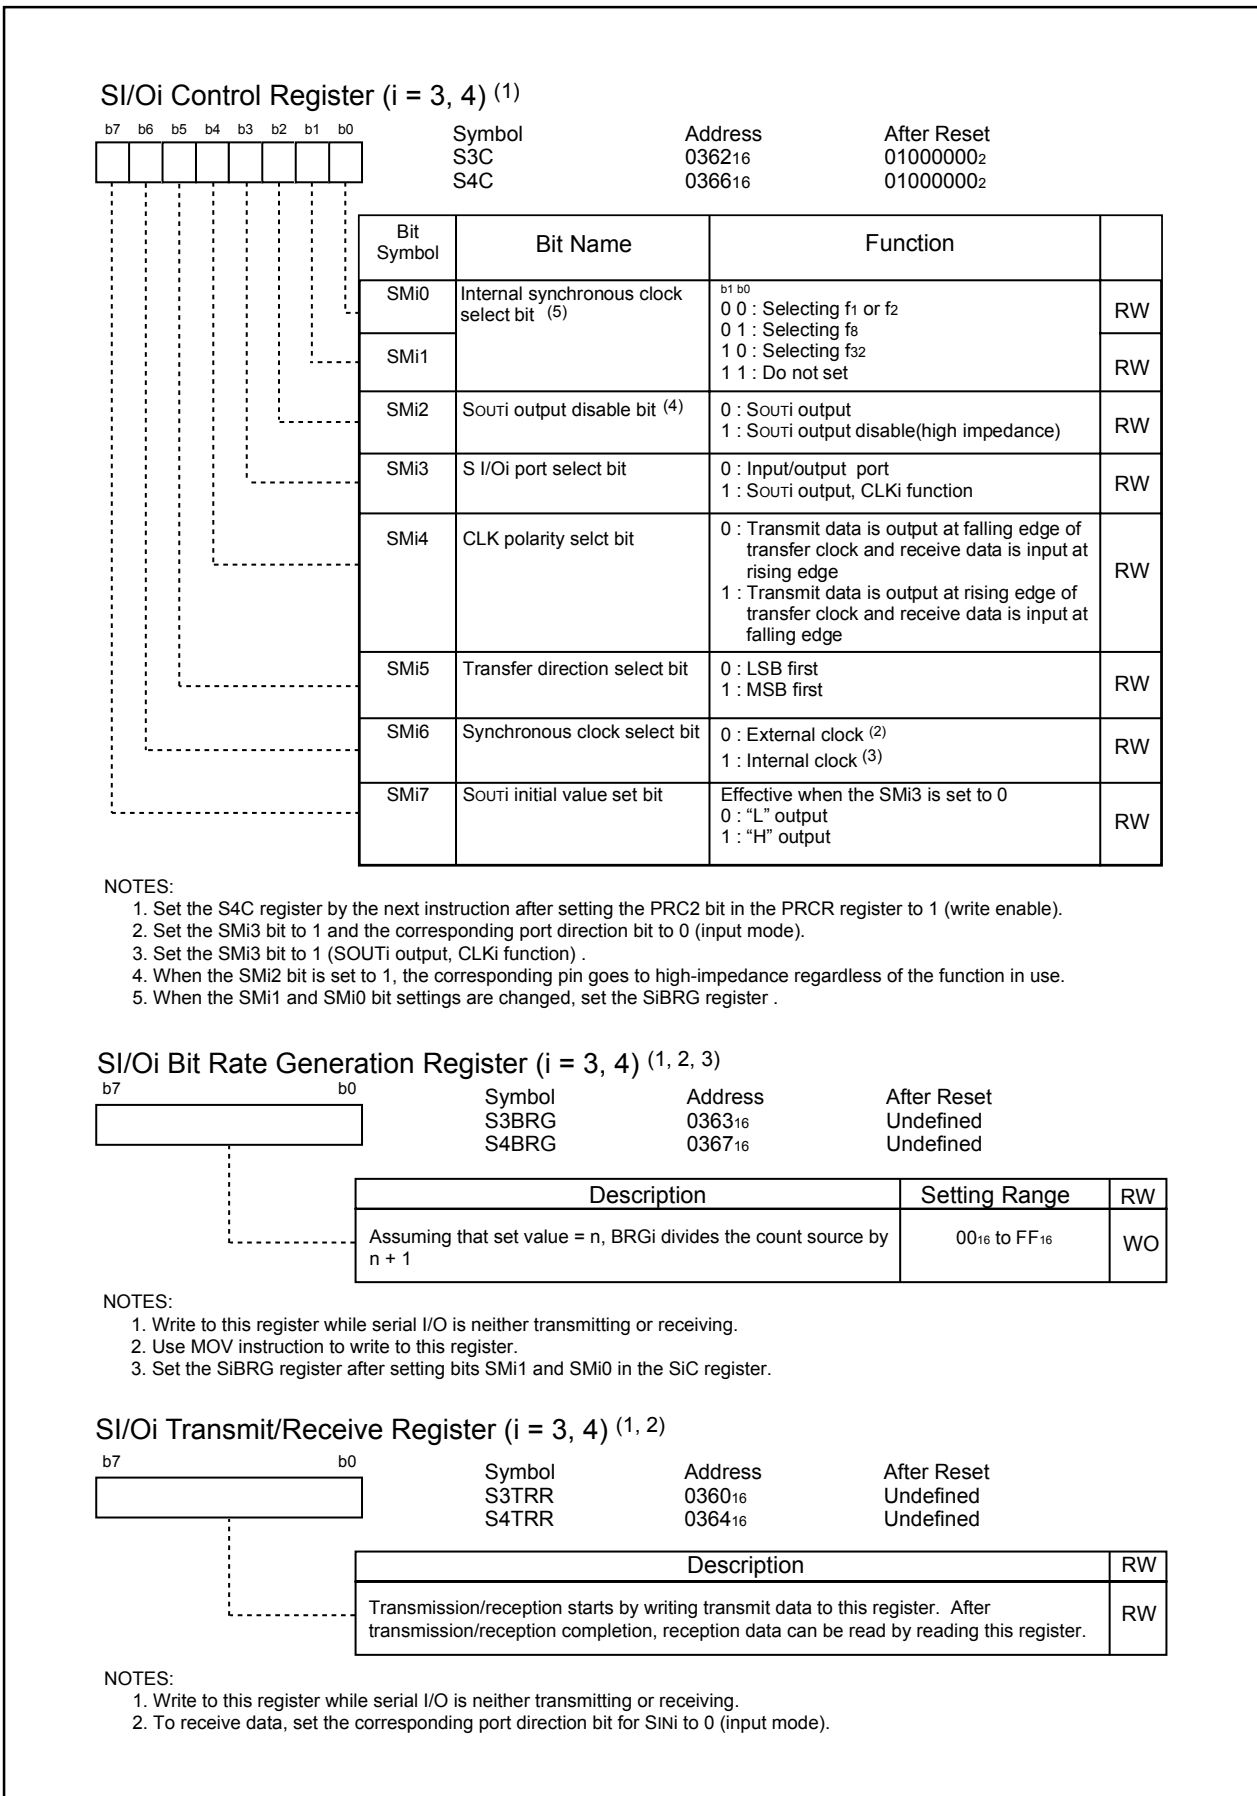 SI/Oi Control Register (i = 3, 4) (1)
b7 b6 b5 b4 b3 b2 b1 b0
Symbol Address After Reset
S3C 036216 010000002
S4C 036616 010000002
Bit Symbol Bit Name Function
SMi0 Internal synchronous clock select bit (5) b1 b0
0 0 : Selecting f1 or f2
0 1 : Selecting f8
RW
SMi1 1 0 : Selecting f32
1 1 : Do not set
RW
SMi2 SOUTi output disable bit (4) 0 : SOUTi output
1 : SOUTi output disable(high impedance)
RW
SMi3 S I/Oi port select bit 0 : Input/output port
1 : SOUTi output, CLKi function
RW
SMi4 CLK polarity selct bit 0 : Transmit data is output at falling edge of
transfer clock and receive data is input at
rising edge
1 : Transmit data is output at rising edge of
transfer clock and receive data is input at
falling edge
RW
SMi5 Transfer direction select bit 0 : LSB first
1 : MSB first
RW
SMi6 Synchronous clock select bit 0 : External clock (2)
1 : Internal clock (3)
RW
SMi7 SOUTi initial value set bit Effective when the SMi3 is set to 0
0 : “L” output
1 : “H” output
RW
NOTES:
1. Set the S4C register by the next instruction after setting the PRC2 bit in the PRCR register to 1 (write enable).
2. Set the SMi3 bit to 1 and the corresponding port direction bit to 0 (input mode).
3. Set the SMi3 bit to 1 (SOUTi output, CLKi function) .
4. When the SMi2 bit is set to 1, the corresponding pin goes to high-impedance regardless of the function in use.
5. When the SMi1 and SMi0 bit settings are changed, set the SiBRG register .
SI/Oi Bit Rate Generation Register (i = 3, 4) (1, 2, 3)
b7 b0
Symbol Address After Reset
S3BRG 036316 Undefined
S4BRG 036716 Undefined
Description Setting Range RW
Assuming that set value = n, BRGi divides the count source by
n + 1
0016 to FF16 WO
NOTES:
1. Write to this register while serial I/O is neither transmitting or receiving.
2. Use MOV instruction to write to this register.
3. Set the SiBRG register after setting bits SMi1 and SMi0 in the SiC register.
SI/Oi Transmit/Receive Register (i = 3, 4) (1, 2)
b7 b0
Symbol Address After Reset
S3TRR 036016 Undefined
S4TRR 036416 Undefined
Description RW
Transmission/reception starts by writing transmit data to this register. After
transmission/reception completion, reception data can be read by reading this register.
RW
NOTES:
1. Write to this register while serial I/O is neither transmitting or receiving.
2. To receive data, set the corresponding port direction bit for SINi to 0 (input mode).